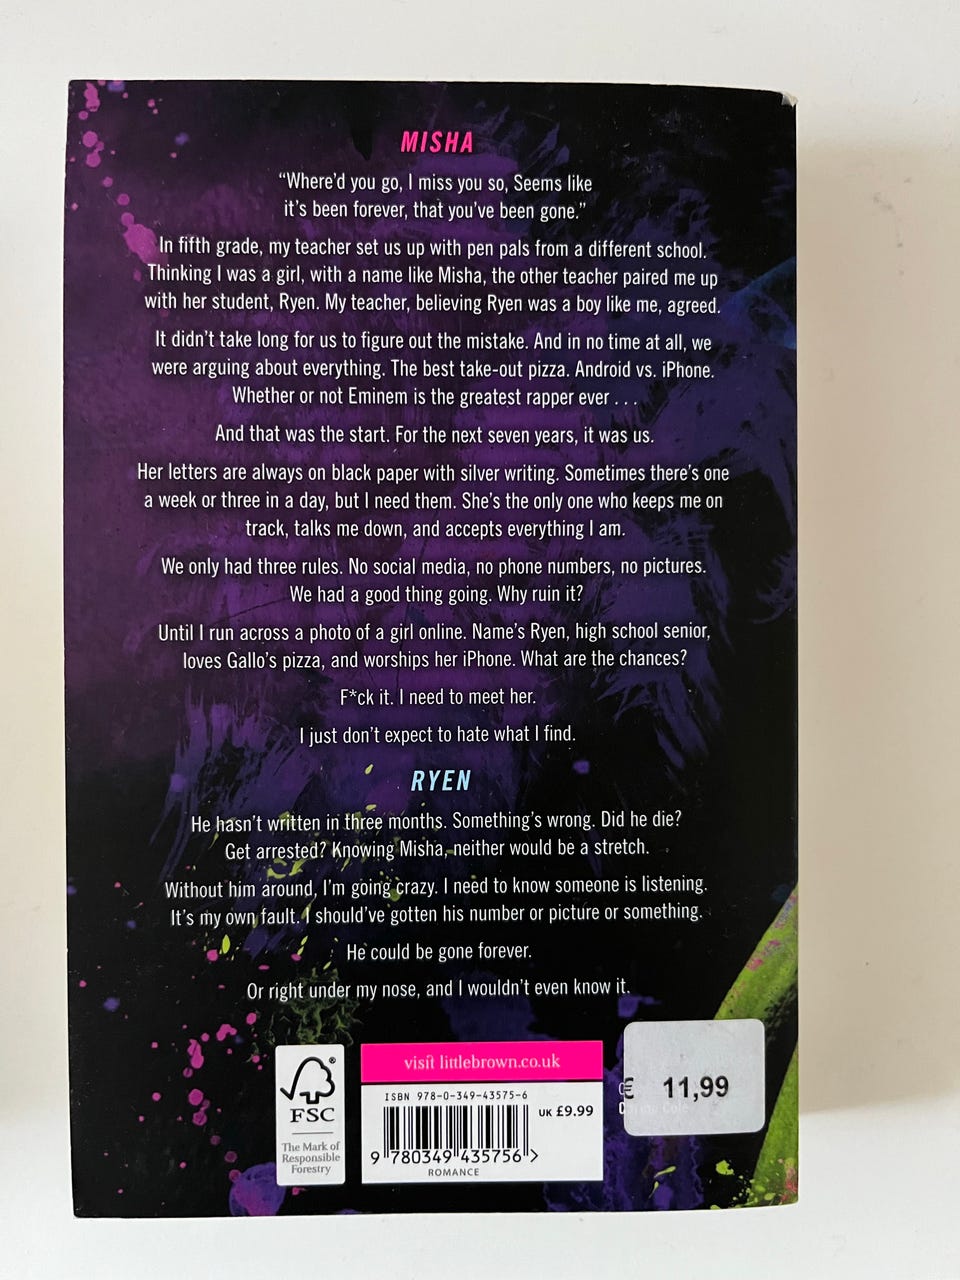 MISHA
“Where’d you go, I miss you so, Seems like
it’s been forever, that you’ve been gone.”
In fifth grade, my teacher set us up with pen pals from a different school.
Thinking I was a girl, with a name like Misha, the other teacher paired me up
with her student, Ryen. My teacher, believing Ryen was a boy like me, agreed.
It didn’t take long for us to figure out the mistake. And in no time at all, we
were arguing about everything. The best take-out pizza. Android vs. iPhone.
Whether or not Eminem is the greatest rapper ever . . .
And that was the start. For the next seven years, it was us.
Her letters are always on black paper with silver writing. Sometimes there’s one
a week or three in a day, but I need them. She’s the only one who keeps me on
track, talks me down, and accepts everything I am.
We only had three rules. No social media, no phone numbers, no pictures.
We had a good thing going. Why ruin it?
Until I run across a photo of a girl online. Name’s Ryen, high school senior,
loves Gallo’s pizza, and worships her iPhone. What are the chances?
F*ck it. I need to meet her.
I just don’t expect to hate what I find.
RYEN
He hasn’t written in three months. Something’s wrong. Did he die?
Get arrested? Knowing Misha, neither would be a stretch.
Without him around, I’m going crazy. I need to know someone is listening.
It’s my own fault. I should’ve gotten his number or picture or something.
He could be gone forever.
Or right under my nose, and I wouldn’t even know it.
FSC®
The Mark of
Responsible
Forestry
visit littlebrown.co.uk
ISBN 978-0-349-43575-6
UK £9.99
9 780349 435756 >
ROMANCE
€ 11,99